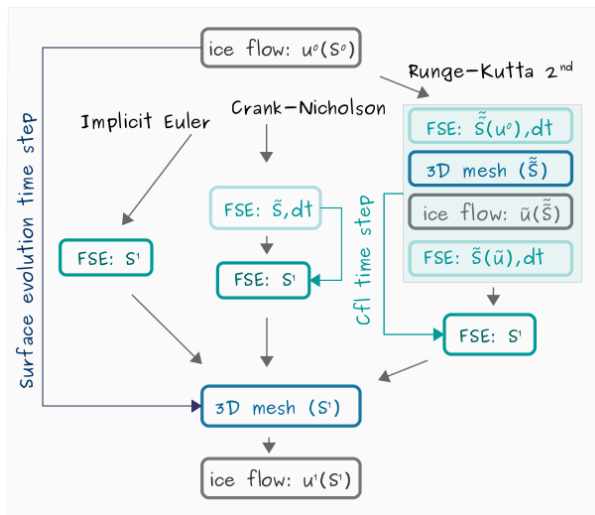 ice flow: u⁰(S⁰)
Runge-Kutta 2ⁿᵈ
Implicit Euler
Crank-Nicholson
FSE: S̃̃(u⁰),dt
3D mesh (S̃̃)
ice flow: ũ(S̃̃)
FSE: S̃(ũ),dt
FSE: S̃,dt
FSE: S¹
FSE: S¹
FSE: S¹
Surface evolution time step
Cfl time step
3D mesh (S¹)
ice flow: u¹(S¹)